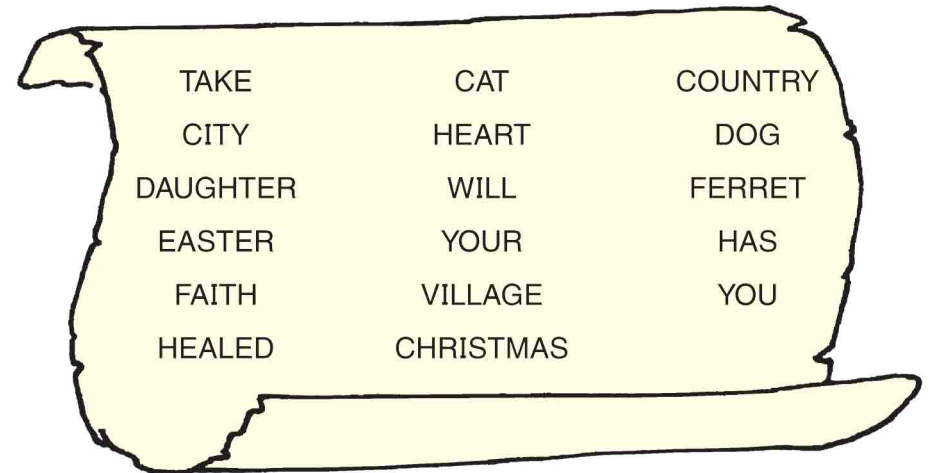 TAKE CAT COUNTRY
CITY HEART DOG
DAUGHTER WILL FERRET
EASTER YOUR HAS
FAITH VILLAGE YOU
HEALED CHRISTMAS